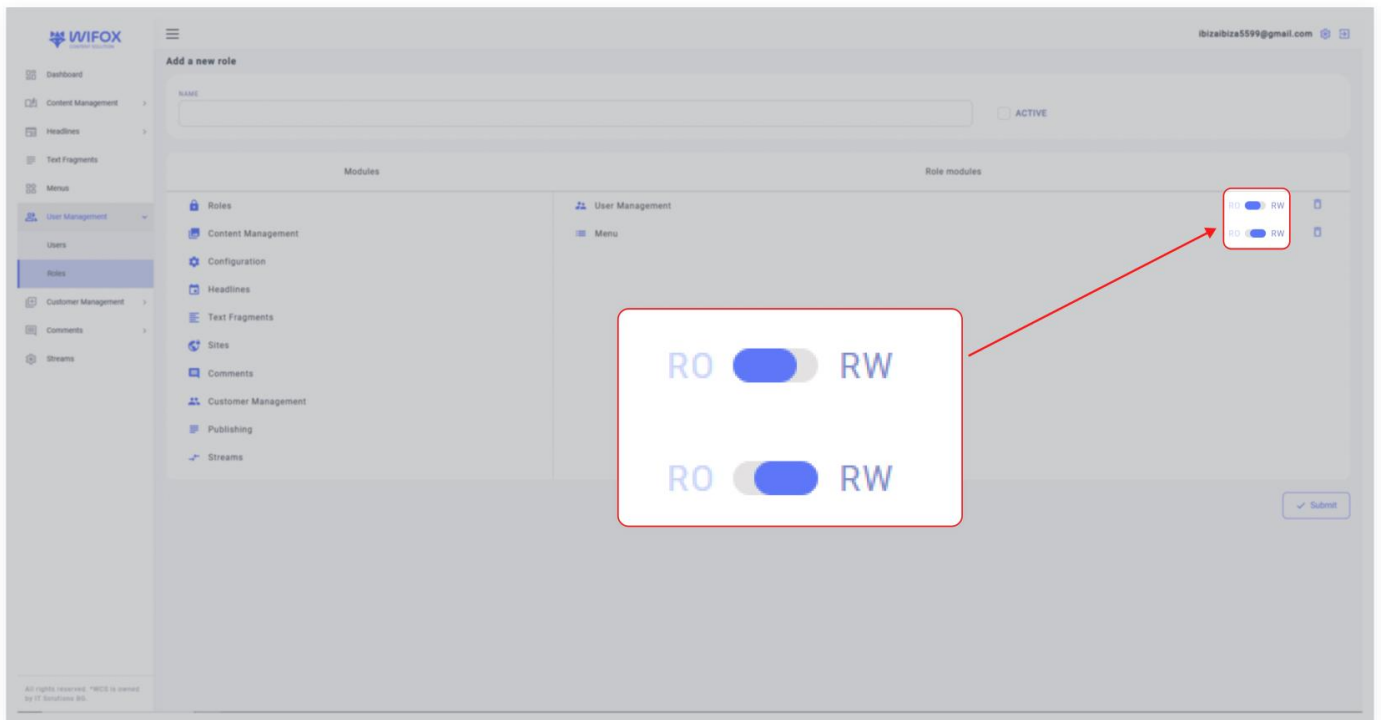 WIFOX
CONTENT SOLUTION
ibizaibiza5599@gmail.com
Add a new role
Dashboard
Content Management
Headlines
Text Fragments
Menus
User Management
Users
Roles
Customer Management
Comments
Streams
NAME
ACTIVE
Modules
Role modules
Roles
Content Management
Configuration
Headlines
Text Fragments
Sites
Comments
Customer Management
Publishing
Streams
User Management
RO RW
Menu
RO RW
RO RW
RO RW
Submit
All rights reserved. *WCS is owned
by IT Solutions BG.